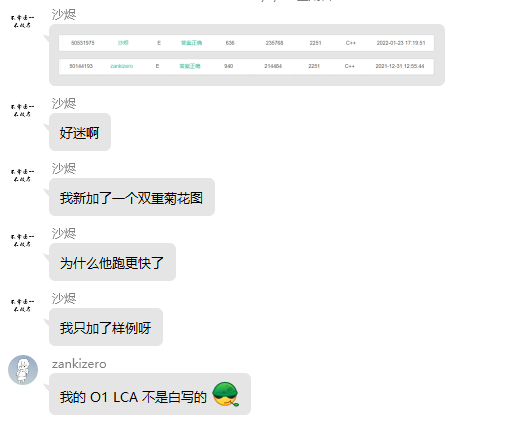 沙烬
50531975 沙烬 E 答案正确 836 235768 2251 C++ 2022-01-23 17:19:51
50144193 zankizero E 答案正确 940 214484 2251 C++ 2021-12-31 12:55:44
沙烬
好迷啊
沙烬
我新加了一个双重菊花图
沙烬
为什么他跑更快了
沙烬
我只加了样例呀
zankizero
我的 O1 LCA 不是白写的